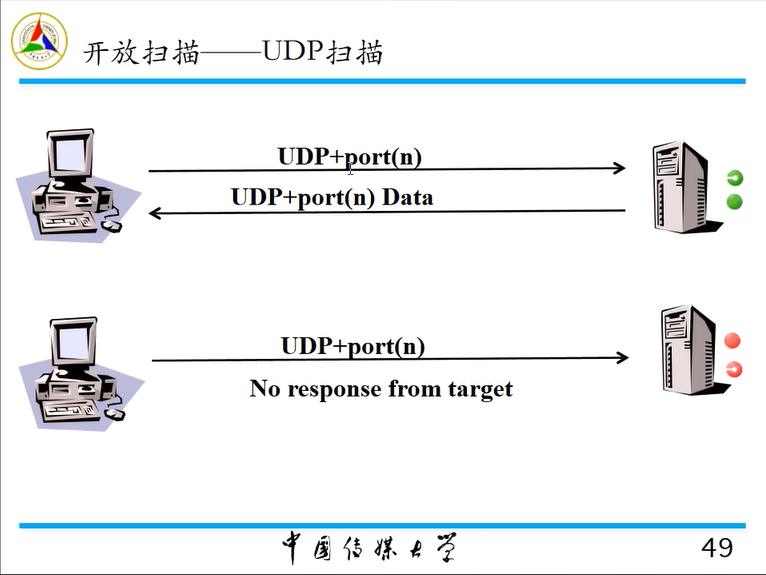 开放扫描——UDP扫描
UDP+port(n)
UDP+port(n) Data
UDP+port(n)
No response from target
中国传媒大学
49